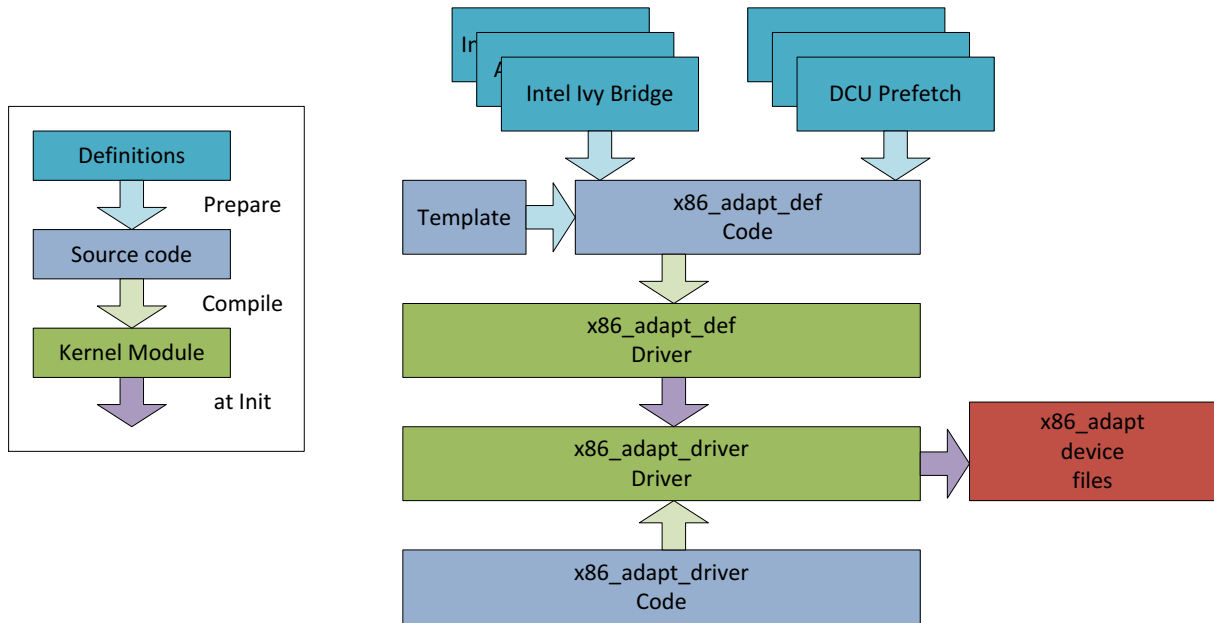 Intel Ivy Bridge
DCU Prefetch
Definitions
Prepare
Source code
Compile
Kernel Module
at Init
Template
x86_adapt_def
Code
x86_adapt_def
Driver
x86_adapt_driver
Driver
x86_adapt
device
files
x86_adapt_driver
Code